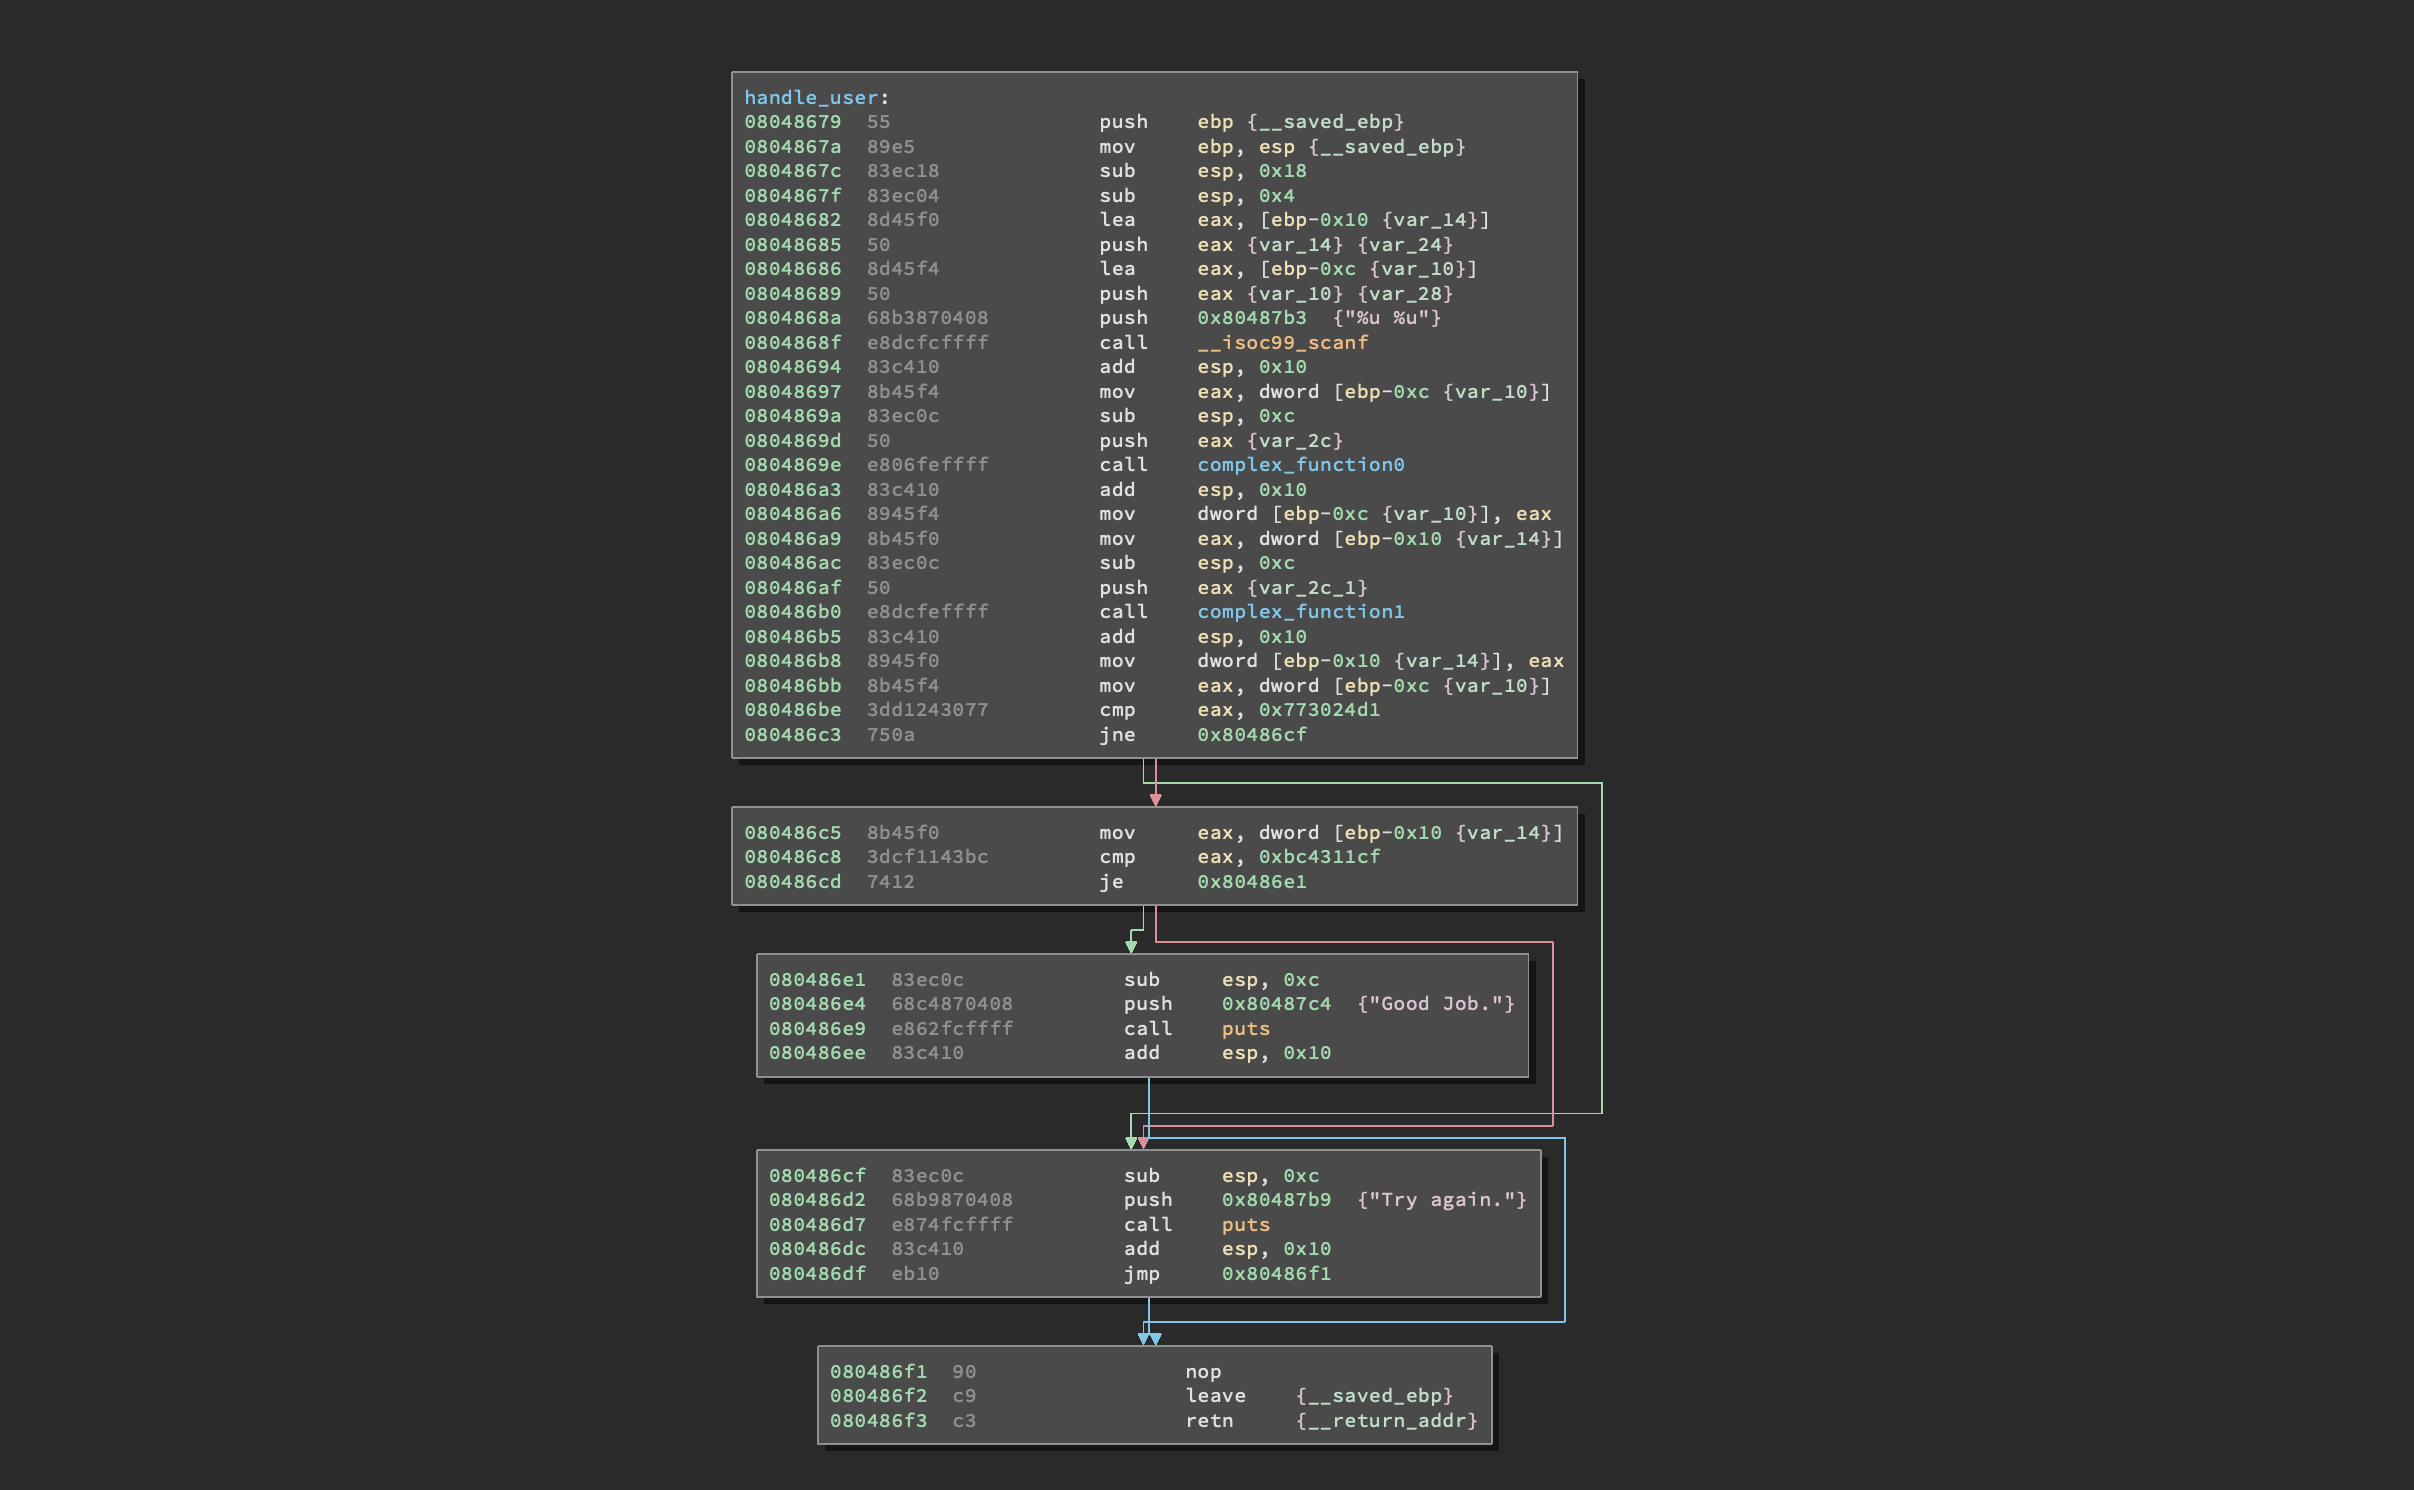 handle_user:
08048679 55 push ebp {__saved_ebp}
0804867a 89e5 mov ebp, esp {__saved_ebp}
0804867c 83ec18 sub esp, 0x18
0804867f 83ec04 sub esp, 0x4
08048682 8d45f0 lea eax, [ebp-0x10 {var_14}]
08048685 50 push eax {var_14} {var_24}
08048686 8d45f4 lea eax, [ebp-0xc {var_10}]
08048689 50 push eax {var_10} {var_28}
0804868a 68b3870408 push 0x80487b3 {"%u %u"}
0804868f e8dcfcffff call __isoc99_scanf
08048694 83c410 add esp, 0x10
08048697 8b45f4 mov eax, dword [ebp-0xc {var_10}]
0804869a 83ec0c sub esp, 0xc
0804869d 50 push eax {var_2c}
0804869e e806feffff call complex_function0
080486a3 83c410 add esp, 0x10
080486a6 8945f4 mov dword [ebp-0xc {var_10}], eax
080486a9 8b45f0 mov eax, dword [ebp-0x10 {var_14}]
080486ac 83ec0c sub esp, 0xc
080486af 50 push eax {var_2c_1}
080486b0 e8dcfeffff call complex_function1
080486b5 83c410 add esp, 0x10
080486b8 8945f0 mov dword [ebp-0x10 {var_14}], eax
080486bb 8b45f4 mov eax, dword [ebp-0xc {var_10}]
080486be 3dd1243077 cmp eax, 0x773024d1
080486c3 750a jne 0x80486cf
080486c5 8b45f0 mov eax, dword [ebp-0x10 {var_14}]
080486c8 3dcf1143bc cmp eax, 0xbc4311cf
080486cd 7412 je 0x80486e1
080486e1 83ec0c sub esp, 0xc
080486e4 68c4870408 push 0x80487c4 {"Good Job."}
080486e9 e862fcffff call puts
080486ee 83c410 add esp, 0x10
080486cf 83ec0c sub esp, 0xc
080486d2 68b9870408 push 0x80487b9 {"Try again."}
080486d7 e874fcffff call puts
080486dc 83c410 add esp, 0x10
080486df eb10 jmp 0x80486f1
080486f1 90 nop
080486f2 c9 leave {__saved_ebp}
080486f3 c3 retn {__return_addr}